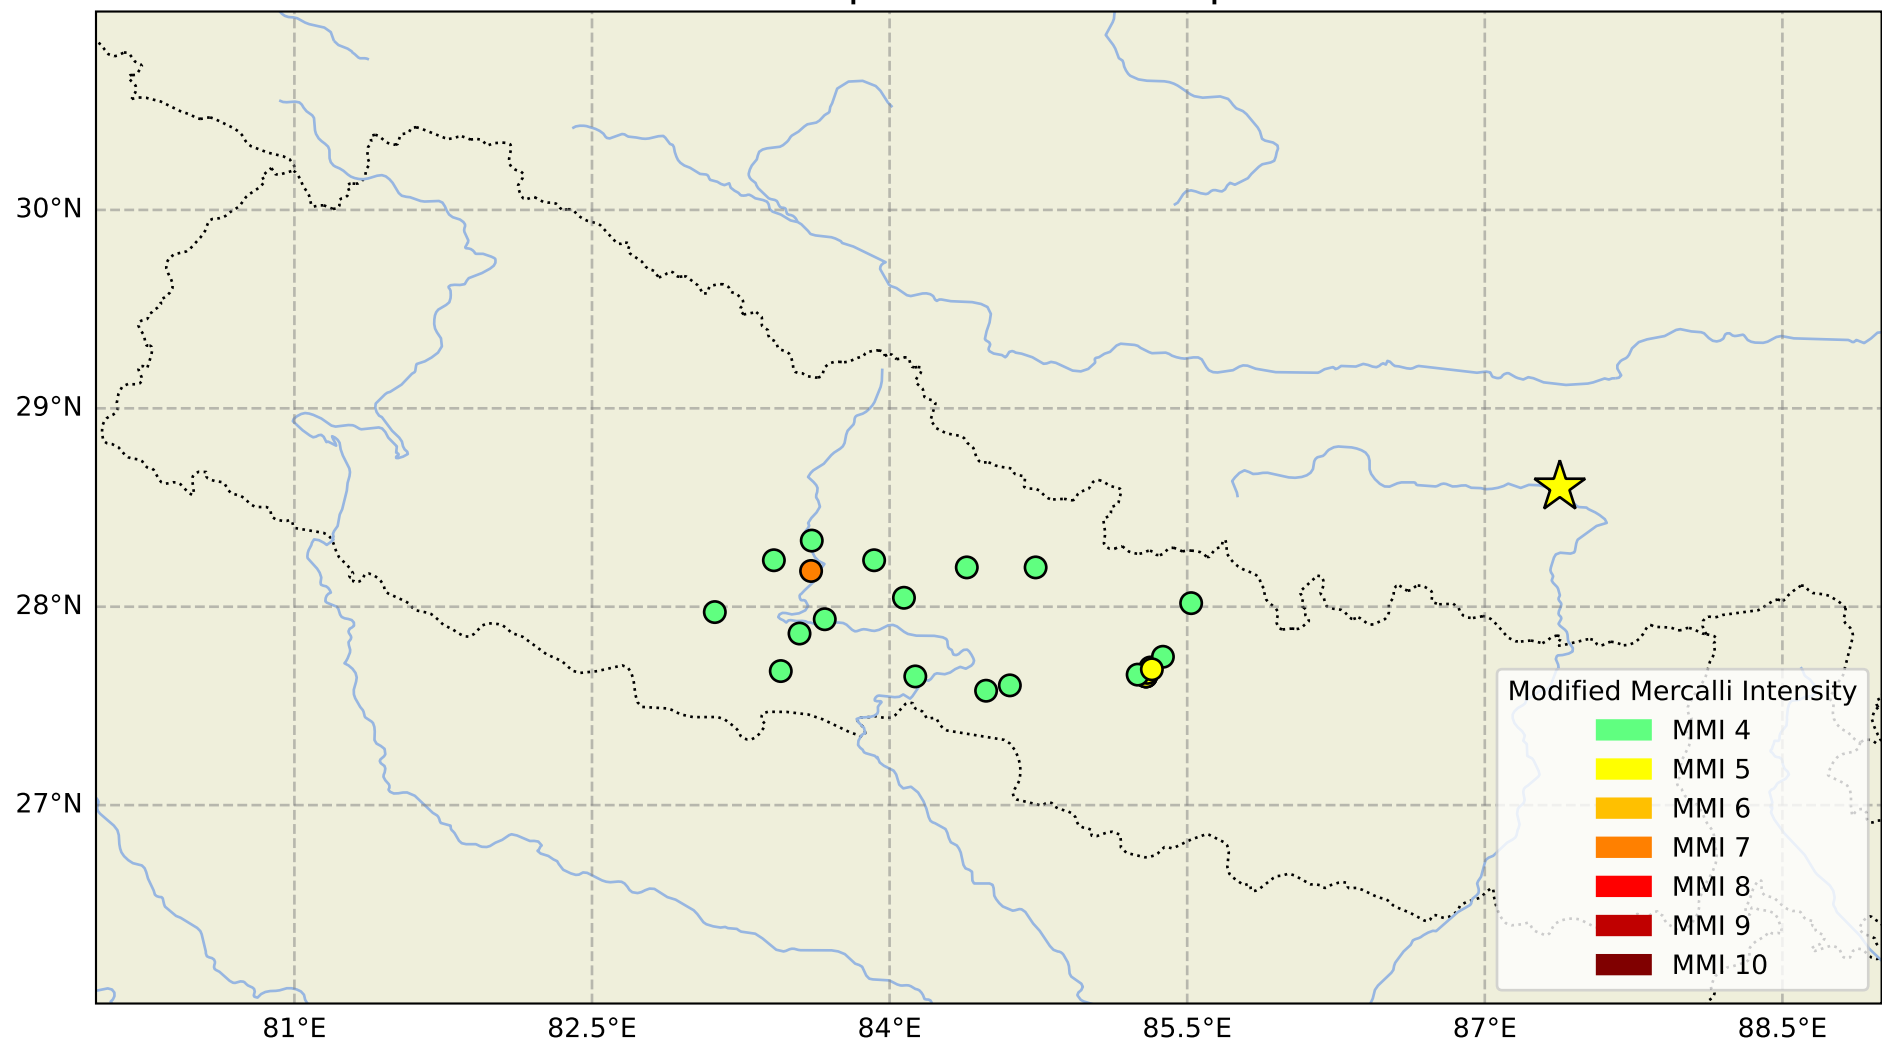 30°N
29°N
28°N
27°N
Modified Mercalli Intensity
MMI 4
MMI 5
MMI 6
MMI 7
MMI 8
MMI 9
MMI 10
81°E 82.5°E 84°E 85.5°E 87°E 88.5°E